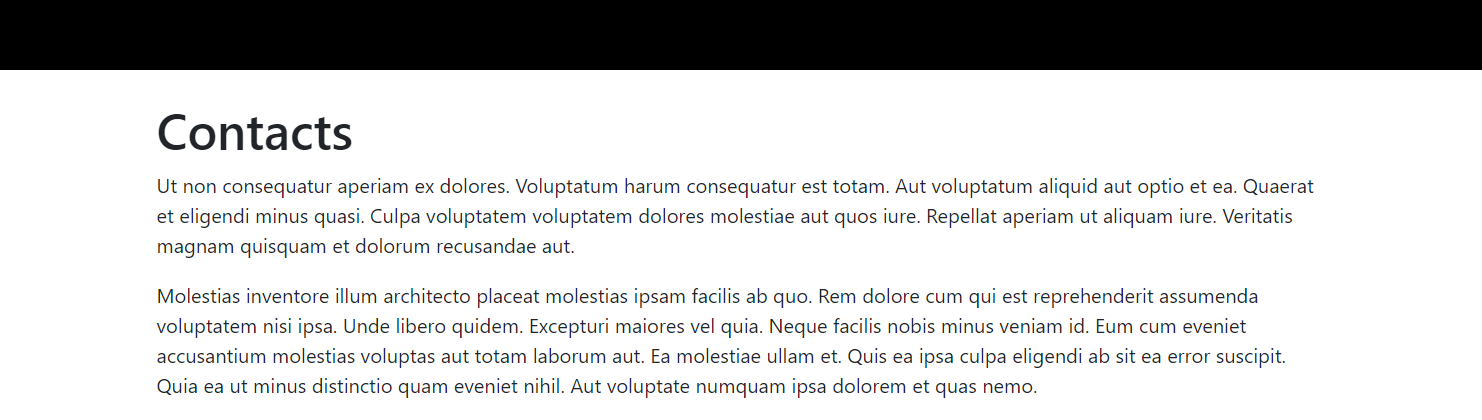 Contacts
Ut non consequatur aperiam ex dolores. Voluptatum harum consequatur est totam. Aut voluptatum aliquid aut optio et ea. Quaerat
et eligendi minus quasi. Culpa voluptatem voluptatem dolores molestiae aut quos iure. Repellat aperiam ut aliquam iure. Veritatis
magnam quisquam et dolorum recusandae aut.
Molestias inventore illum architecto placeat molestias ipsam facilis ab quo. Rem dolore cum qui est reprehenderit assumenda
voluptatem nisi ipsa. Unde libero quidem. Excepturi maiores vel quia. Neque facilis nobis minus veniam id. Eum cum eveniet
accusantium molestias voluptas aut totam laborum aut. Ea molestiae ullam et. Quis ea ipsa culpa eligendi ab sit ea error suscipit.
Quia ea ut minus distinctio quam eveniet nihil. Aut voluptate numquam ipsa dolorem et quas nemo.